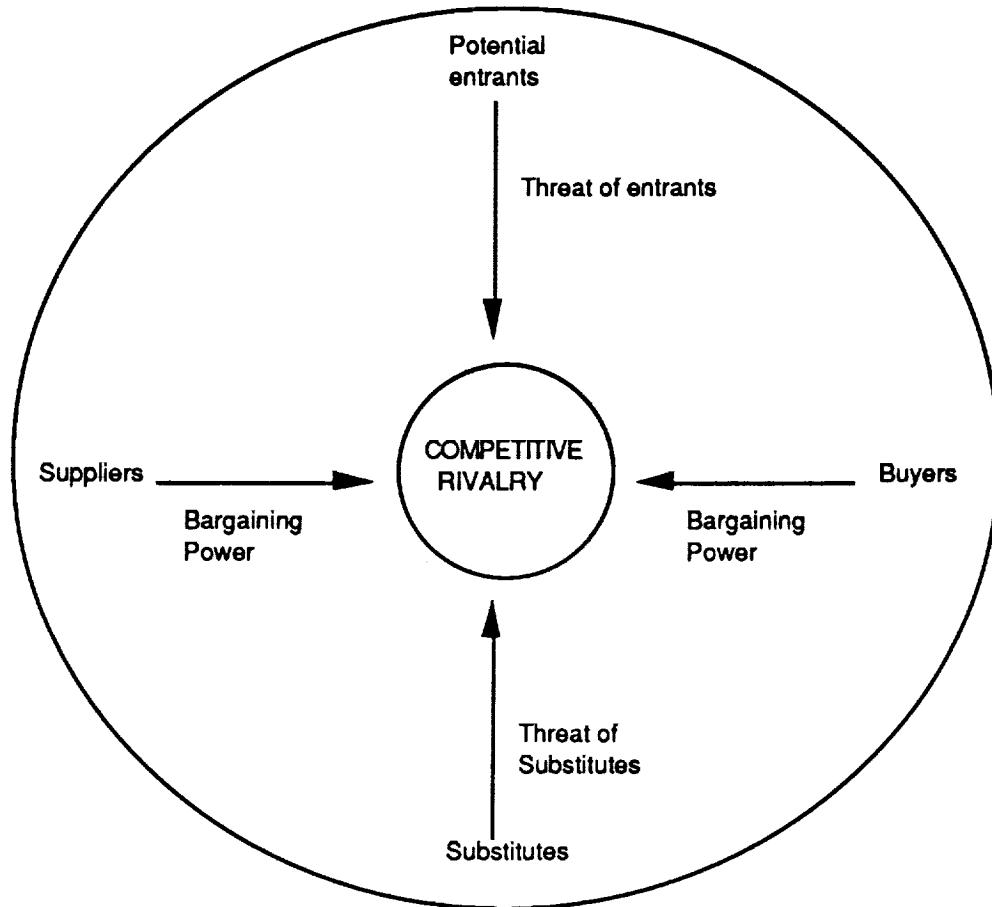 Potential
entrants
Threat of entrants
COMPETITIVE
RIVALRY
Suppliers
Buyers
Bargaining
Power
Bargaining
Power
Threat of
Substitutes
Substitutes